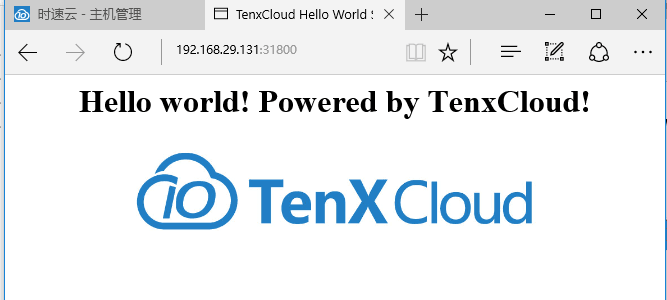 时速云 - 主机管理
TenxCloud Hello World S
192.168.29.131:31800
Hello world! Powered by TenxCloud!
10 TenX Cloud